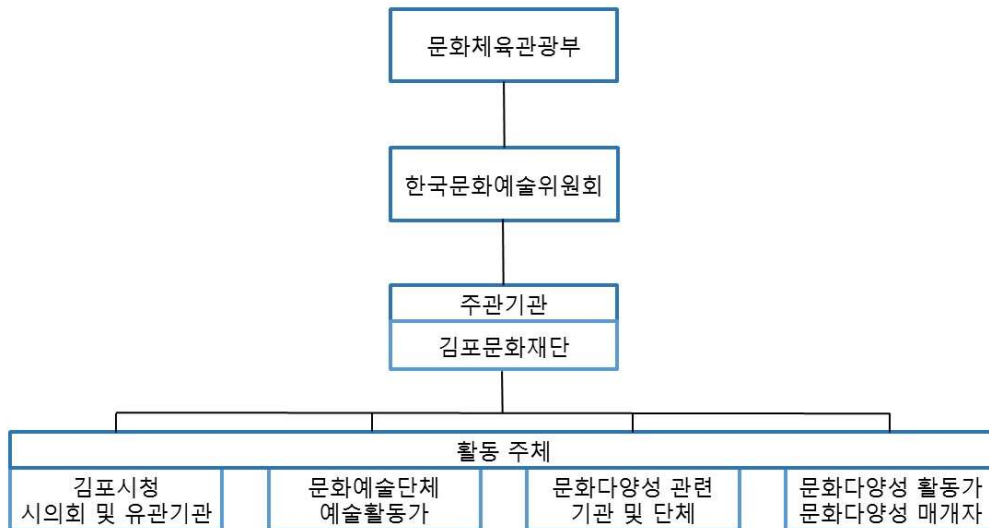 문화체육관광부
한국문화예술위원회
주관기관
김포문화재단
활동 주체
김포시청
시의회 및 유관기관
문화예술단체
예술활동가
문화다양성 관련
기관 및 단체
문화다양성 활동가
문화다양성 매개자